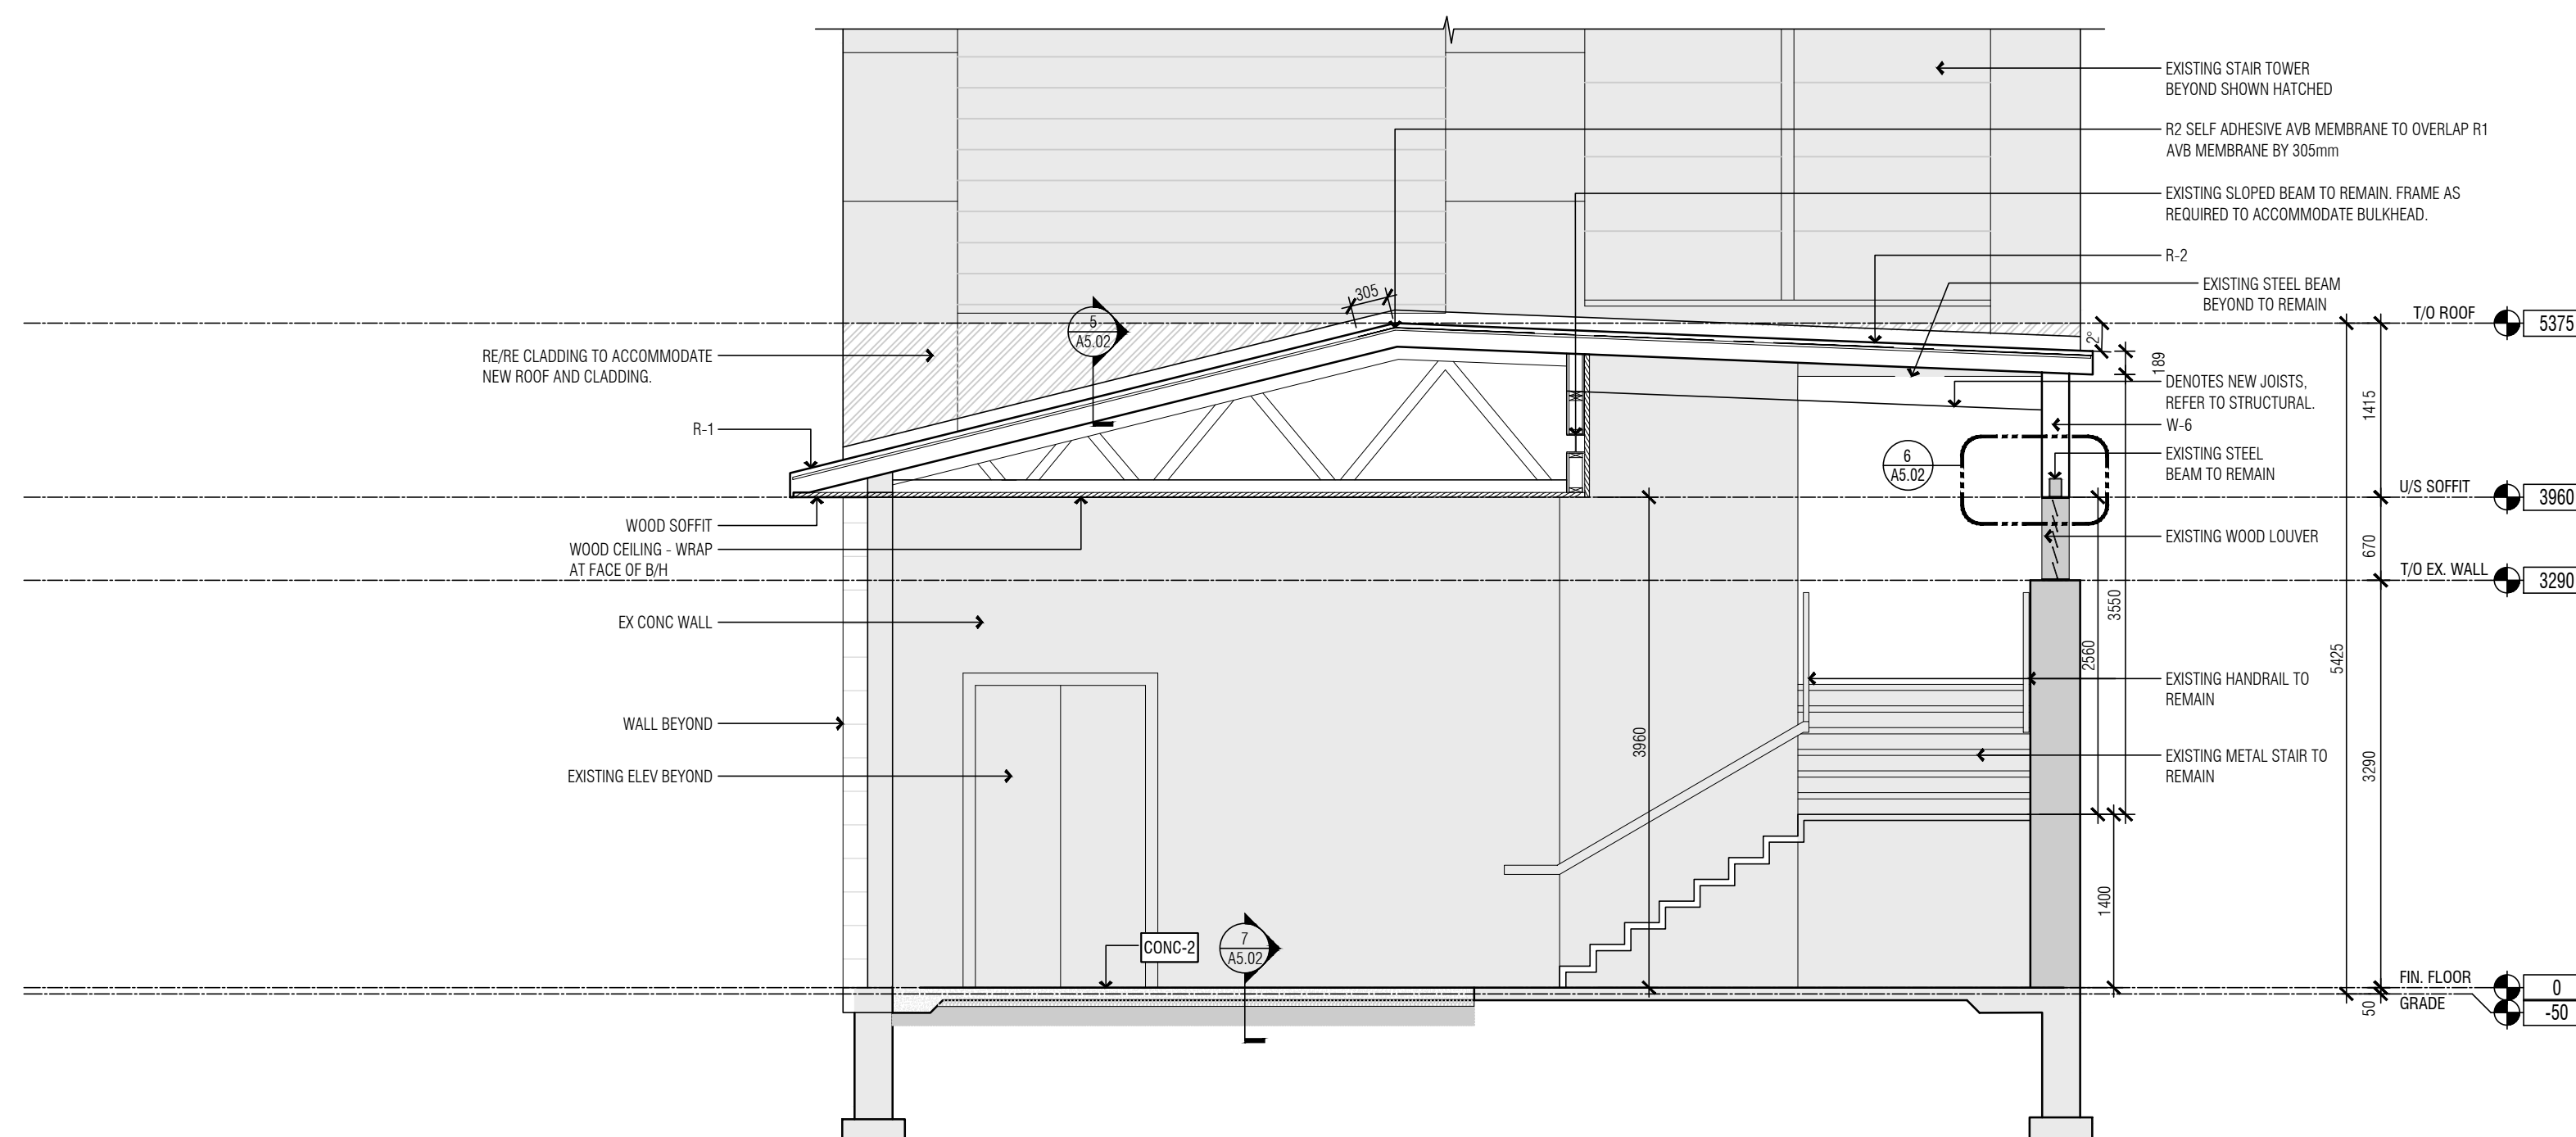 EXISTING STAIR TOWER
BEYOND SHOWN HATCHED
R2 SELF ADHESIVE AVB MEMBRANE TO OVERLAP R1
AVB MEMBRANE BY 305mm
EXISTING SLOPED BEAM TO REMAIN. FRAME AS
REQUIRED TO ACCOMMODATE BULKHEAD.
R-2
EXISTING STEEL BEAM
BEYOND TO REMAIN
305
5
A5.02
T/O ROOF
5375
2°
189
RE/RE CLADDING TO ACCOMMODATE
NEW ROOF AND CLADDING.
DENOTES NEW JOISTS,
REFER TO STRUCTURAL.
1415
W-6
R-1
6
A5.02
EXISTING STEEL
BEAM TO REMAIN
U/S SOFFIT
3960
WOOD SOFFIT
WOOD CEILING - WRAP
AT FACE OF B/H
EXISTING WOOD LOUVER
670
T/O EX. WALL
3290
EX CONC WALL
3550
2560
5425
EXISTING HANDRAIL TO
REMAIN
WALL BEYOND
3960
EXISTING METAL STAIR TO
REMAIN
3290
EXISTING ELEV BEYOND
1400
CONC-2
7
A5.02
FIN. FLOOR
0
GRADE
-50
50